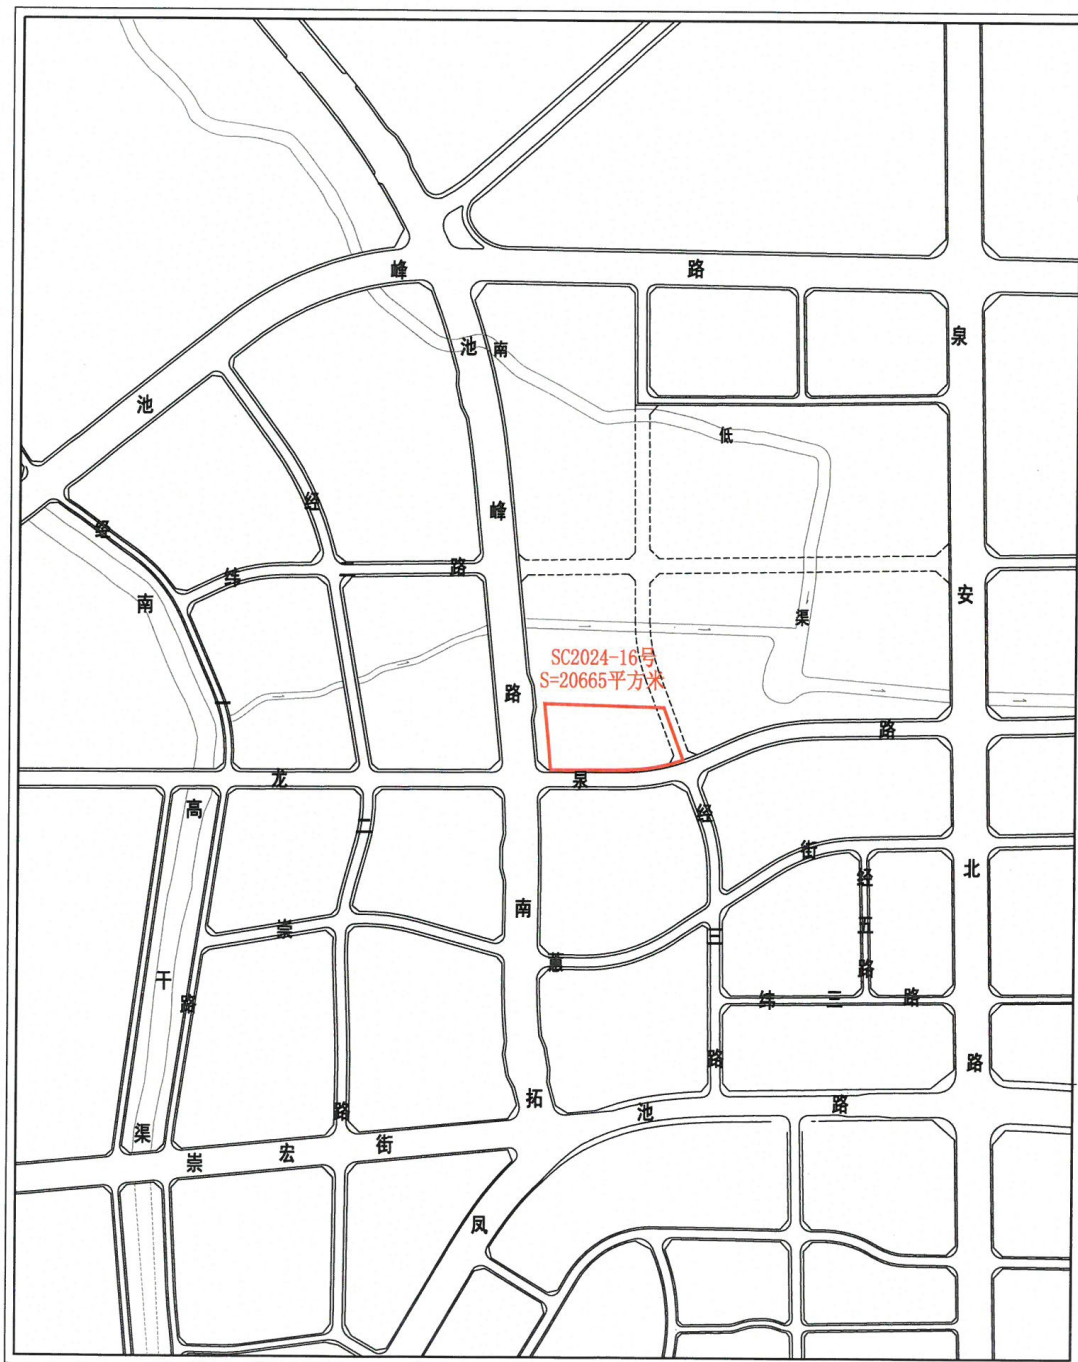 峰 路
池 南
泉
池
低
经
峰
经
纬 路
安
南
渠
SC2024-16号
S=20665平方米
一
路
路
龙 泉
高
经
二
街
经
北
南
五
崇
三
蕙
路
干
路
纬 三 路
路
路
拓
池 路
路
渠
崇 宏 街
凤